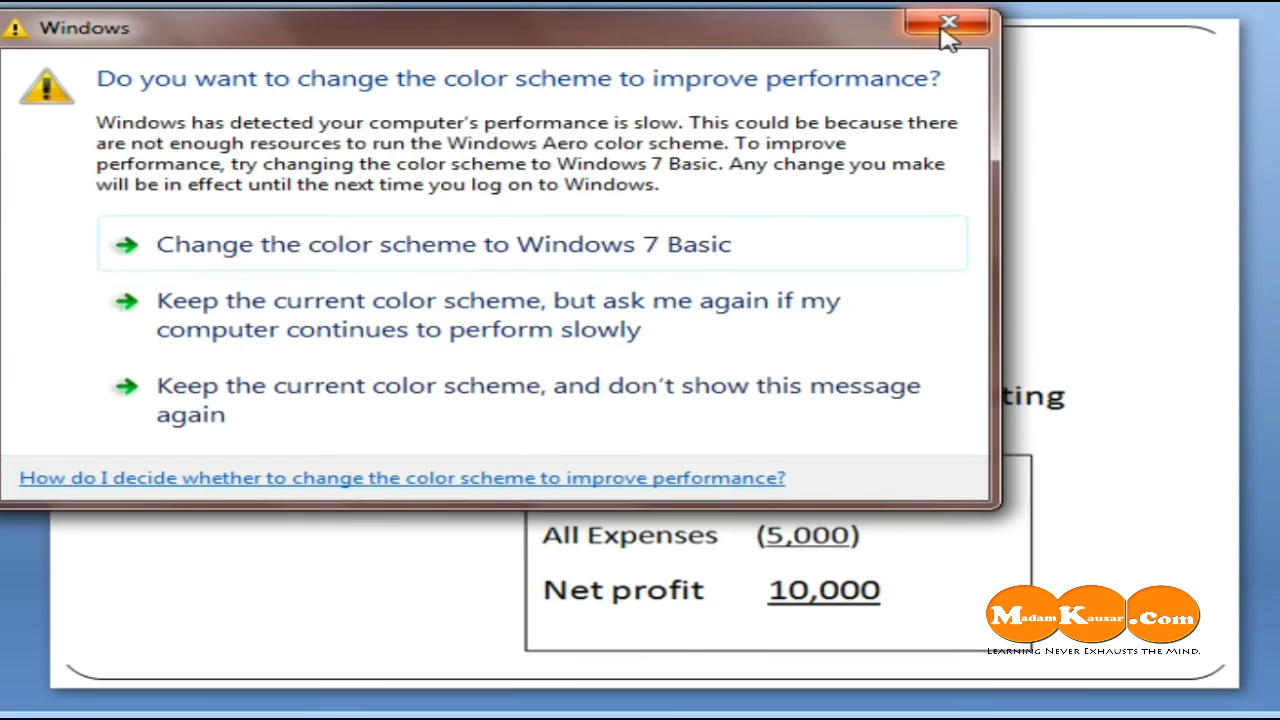 Windows
Do you want to change the color scheme to improve performance?
Windows has detected your computer's performance is slow. This could be because there
are not enough resources to run the Windows Aero color scheme. To improve
performance, try changing the color scheme to Windows 7 Basic. Any change you make
will be in effect until the next time you log on to Windows.
Change the color scheme to Windows 7 Basic
Keep the current color scheme, but ask me again if my
computer continues to perform slowly
Keep the current color scheme, and don't show this message
again
ting
How do I decide whether to change the color scheme to improve performance?
All Expenses (5,000)
Net profit 10,000
MadamKausar.Com
Learning Never Exhausts the Mind.